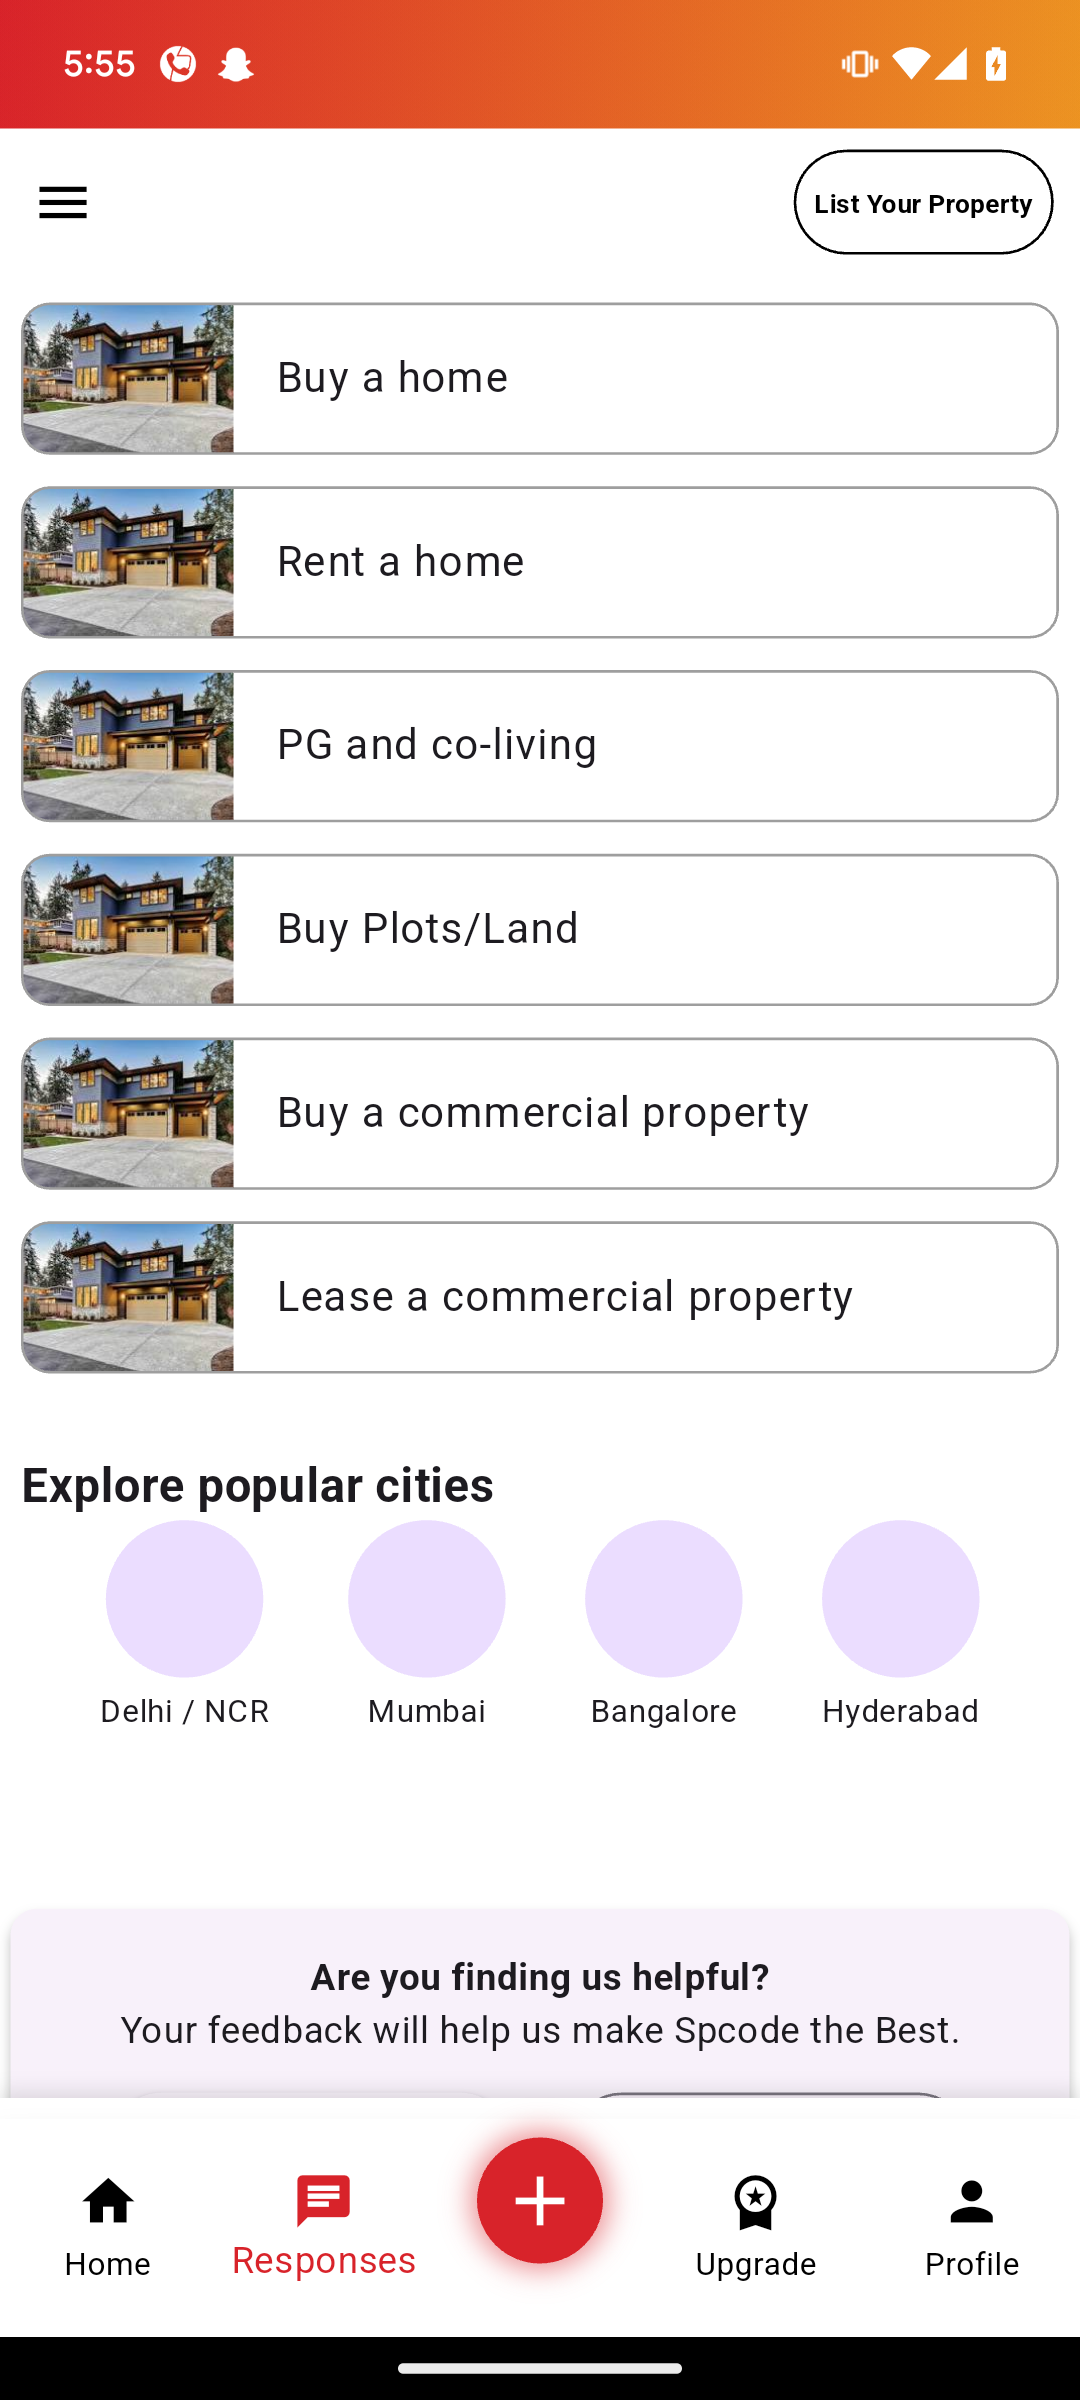 5:55
List Your Property
Buy a home
Rent a home
PG and co-living
Buy Plots/Land
Buy a commercial property
Lease a commercial property
Explore popular cities
Delhi / NCR
Mumbai
Bangalore
Hyderabad
Are you finding us helpful?
Your feedback will help us make Spcode the Best.
Home
Responses
Upgrade
Profile